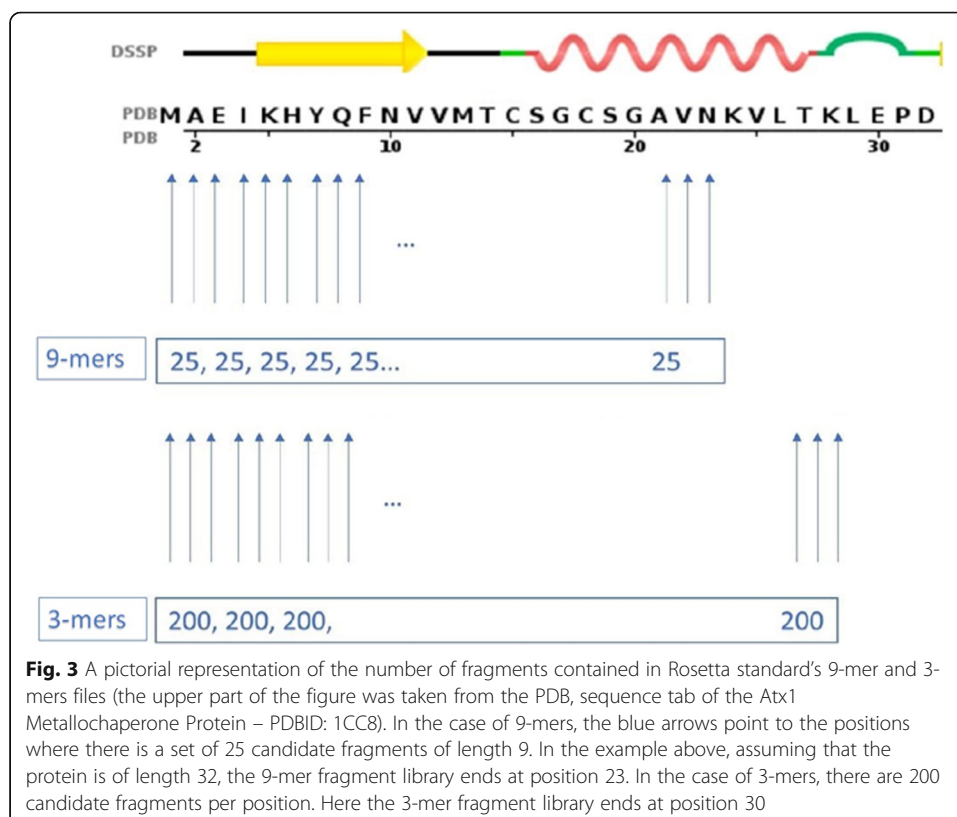 DSSP
PDB M A E I K H Y Q F N V V M T C S G C S G A V N K V L T K L E P D
PDB 2 10 20 30
...
9-mers 25, 25, 25, 25, 25... 25
...
3-mers 200, 200, 200, 200
Fig. 3 A pictorial representation of the number of fragments contained in Rosetta standard's 9-mer and 3-
mers files (the upper part of the figure was taken from the PDB, sequence tab of the Atx1
Metallochaperone Protein – PDBID: 1CC8). In the case of 9-mers, the blue arrows point to the positions
where there is a set of 25 candidate fragments of length 9. In the example above, assuming that the
protein is of length 32, the 9-mer fragment library ends at position 23. In the case of 3-mers, there are 200
candidate fragments per position. Here the 3-mer fragment library ends at position 30